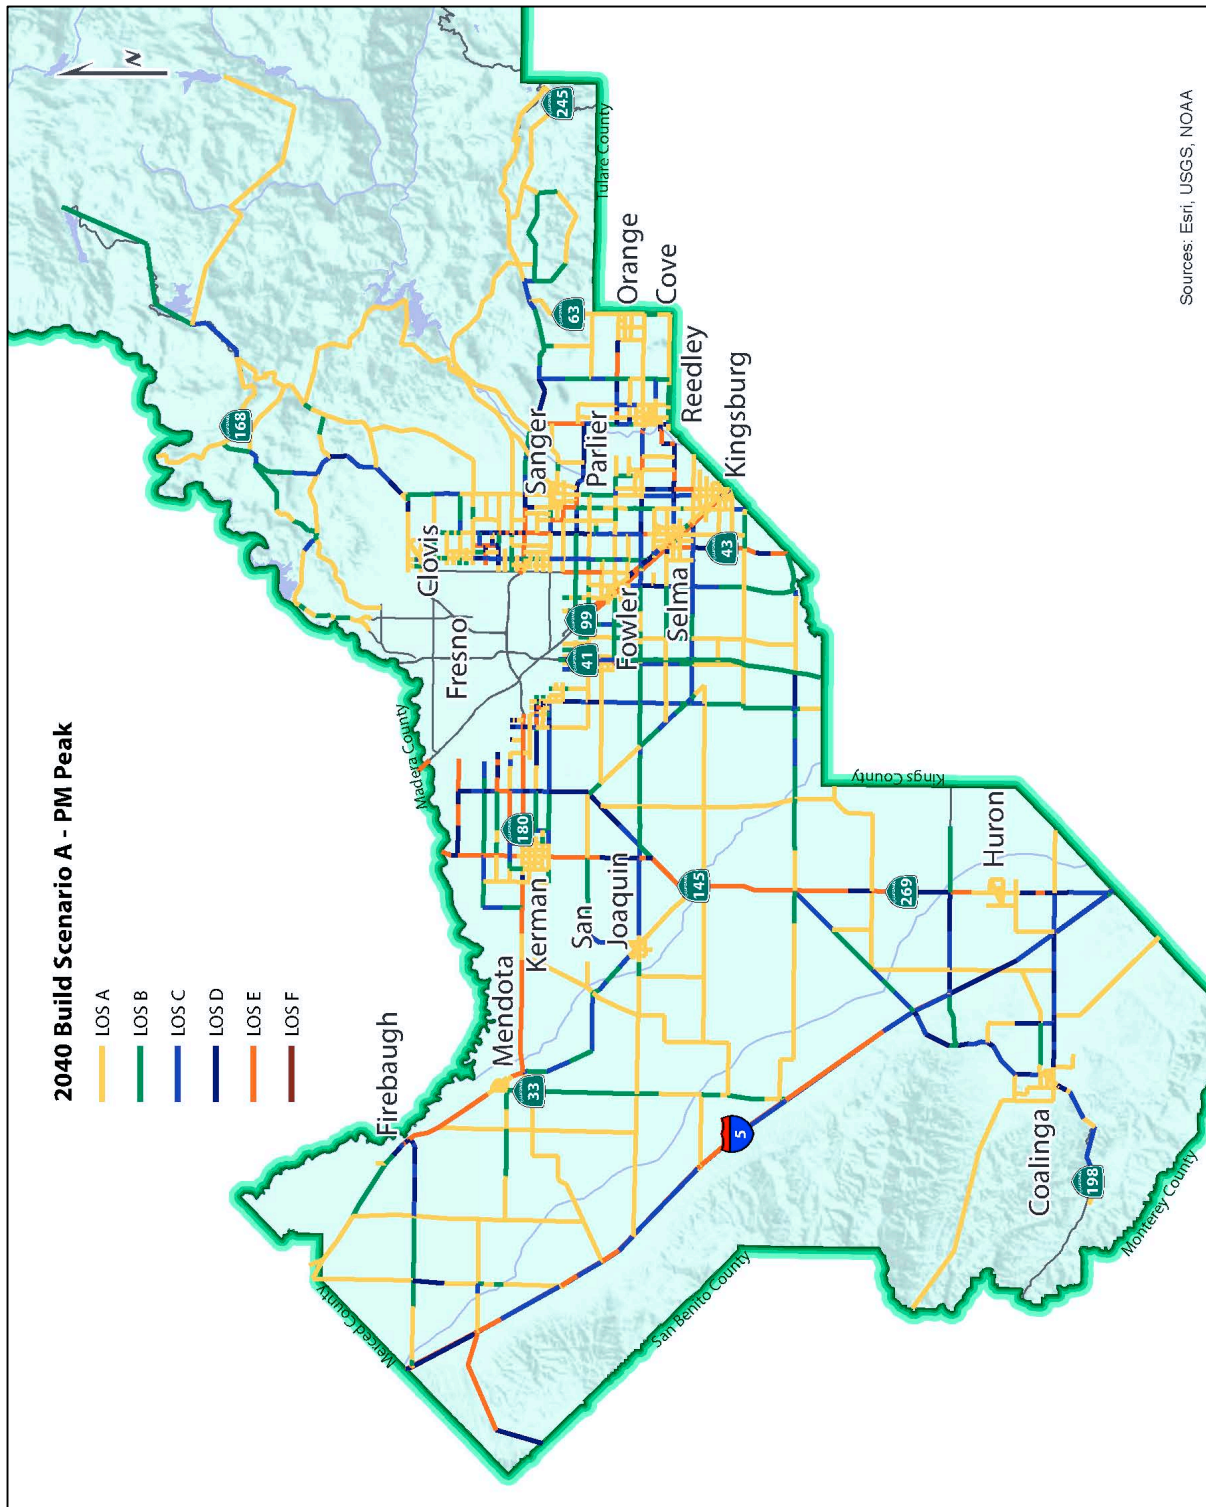 2040 Build Scenario A - PM Peak
LOS A
LOS B
LOS C
LOS D
LOS E
LOS F
N
Merced County
Madera County
Firebaugh
Mendota
33
Kerman
180
San
Joaquin
145
Fresno
Clovis
168
41
99
Fowler
Selma
43
Sanger
Parlier
Reedley
Kingsburg
63
Orange
Cove
245
Tulare County
Kings County
269
Huron
5
Coalinga
198
San Benito County
Monterey County
Sources: Esri, USGS, NOAA